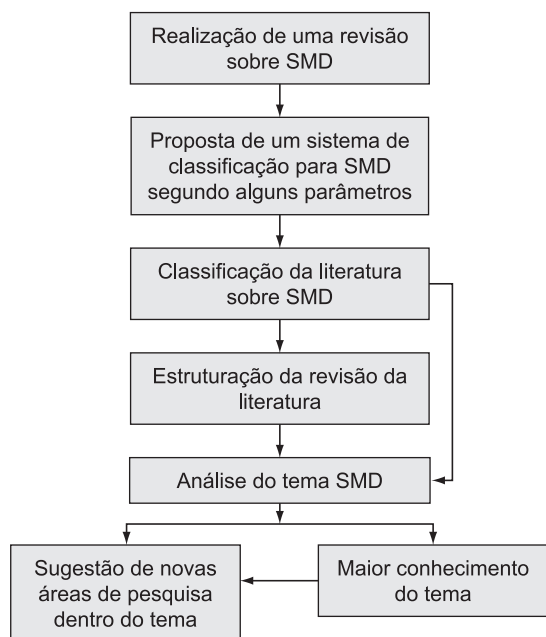 Realização de uma revisão
sobre SMD
Proposta de um sistema de
classificação para SMD
segundo alguns parâmetros
Classificação da literatura
sobre SMD
Estruturação da revisão da
literatura
Análise do tema SMD
Sugestão de novas
áreas de pesquisa
dentro do tema
Maior conhecimento
do tema